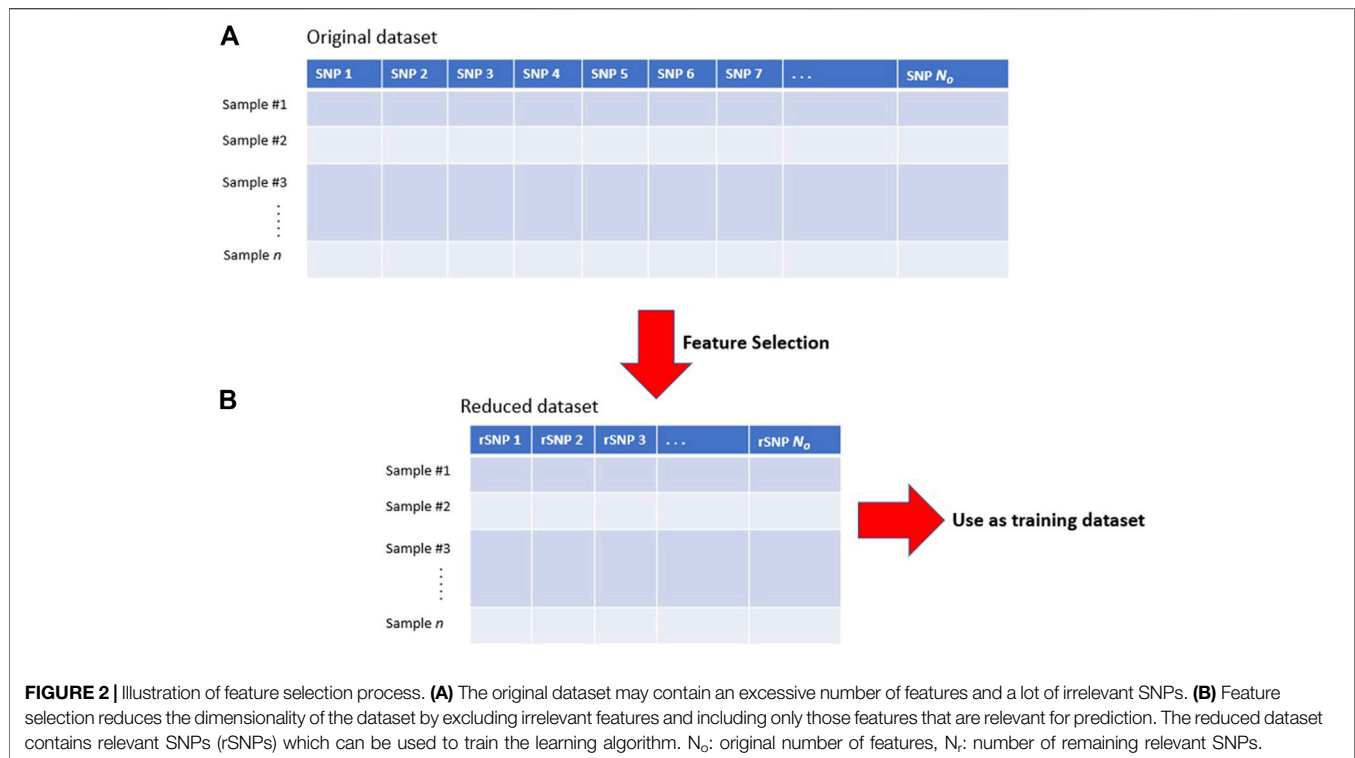 A
Original dataset
SNP 1 SNP 2 SNP 3 SNP 4 SNP 5 SNP 6 SNP 7 . . . SNP Nₒ
Sample #1
Sample #2
Sample #3
Sample n
Feature Selection
B
Reduced dataset
rSNP 1 rSNP 2 rSNP 3 . . . rSNP Nₒ
Sample #1
Sample #2
Sample #3
Sample n
Use as training dataset
FIGURE 2 | Illustration of feature selection process. (A) The original dataset may contain an excessive number of features and a lot of irrelevant SNPs. (B) Feature
selection reduces the dimensionality of the dataset by excluding irrelevant features and including only those features that are relevant for prediction. The reduced dataset
contains relevant SNPs (rSNPs) which can be used to train the learning algorithm. Nₒ: original number of features, Nᵣ: number of remaining relevant SNPs.